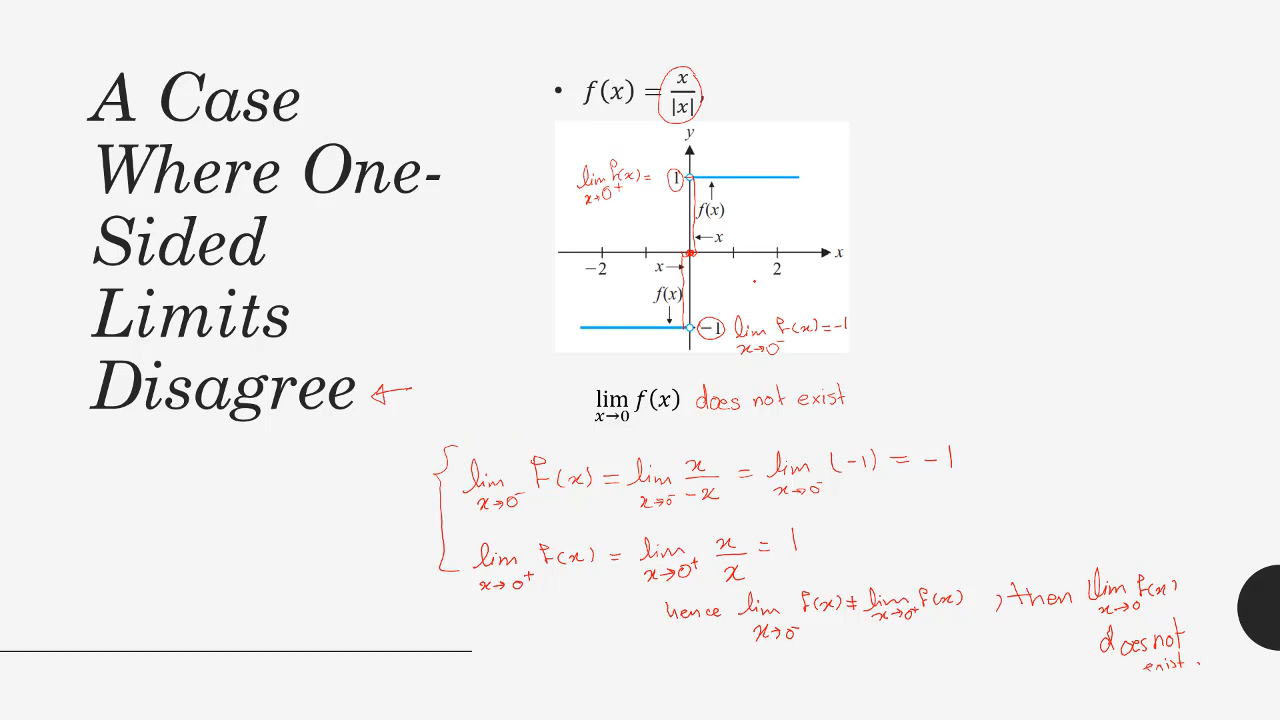 A Case
Where One-
Sided
Limits
Disagree ←
• f(x) = x/|x|,
y
lim x→0⁺ f(x) = 1
f(x)
← x
x
−2
x →
2
f(x)
−1 lim x→0⁻ f(x) = -1
lim x→0 f(x) does not exist
lim x→0⁻ f(x) = lim x→0⁻ x/-x = lim x→0⁻ (-1) = -1
lim x→0⁺ f(x) = lim x→0⁺ x/x = 1
hence lim x→0⁻ f(x) ≠ lim x→0⁺ f(x) , then lim x→0 f(x)
does not
exist.